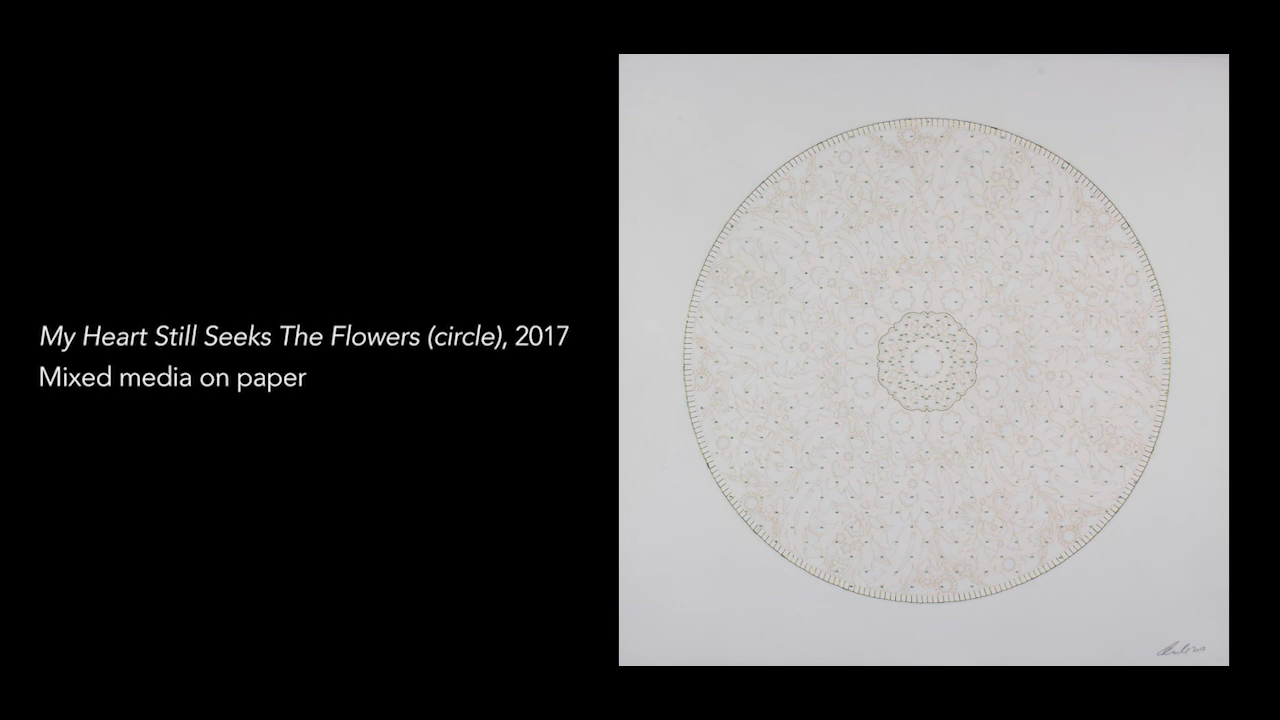 My Heart Still Seeks The Flowers (circle), 2017
Mixed media on paper